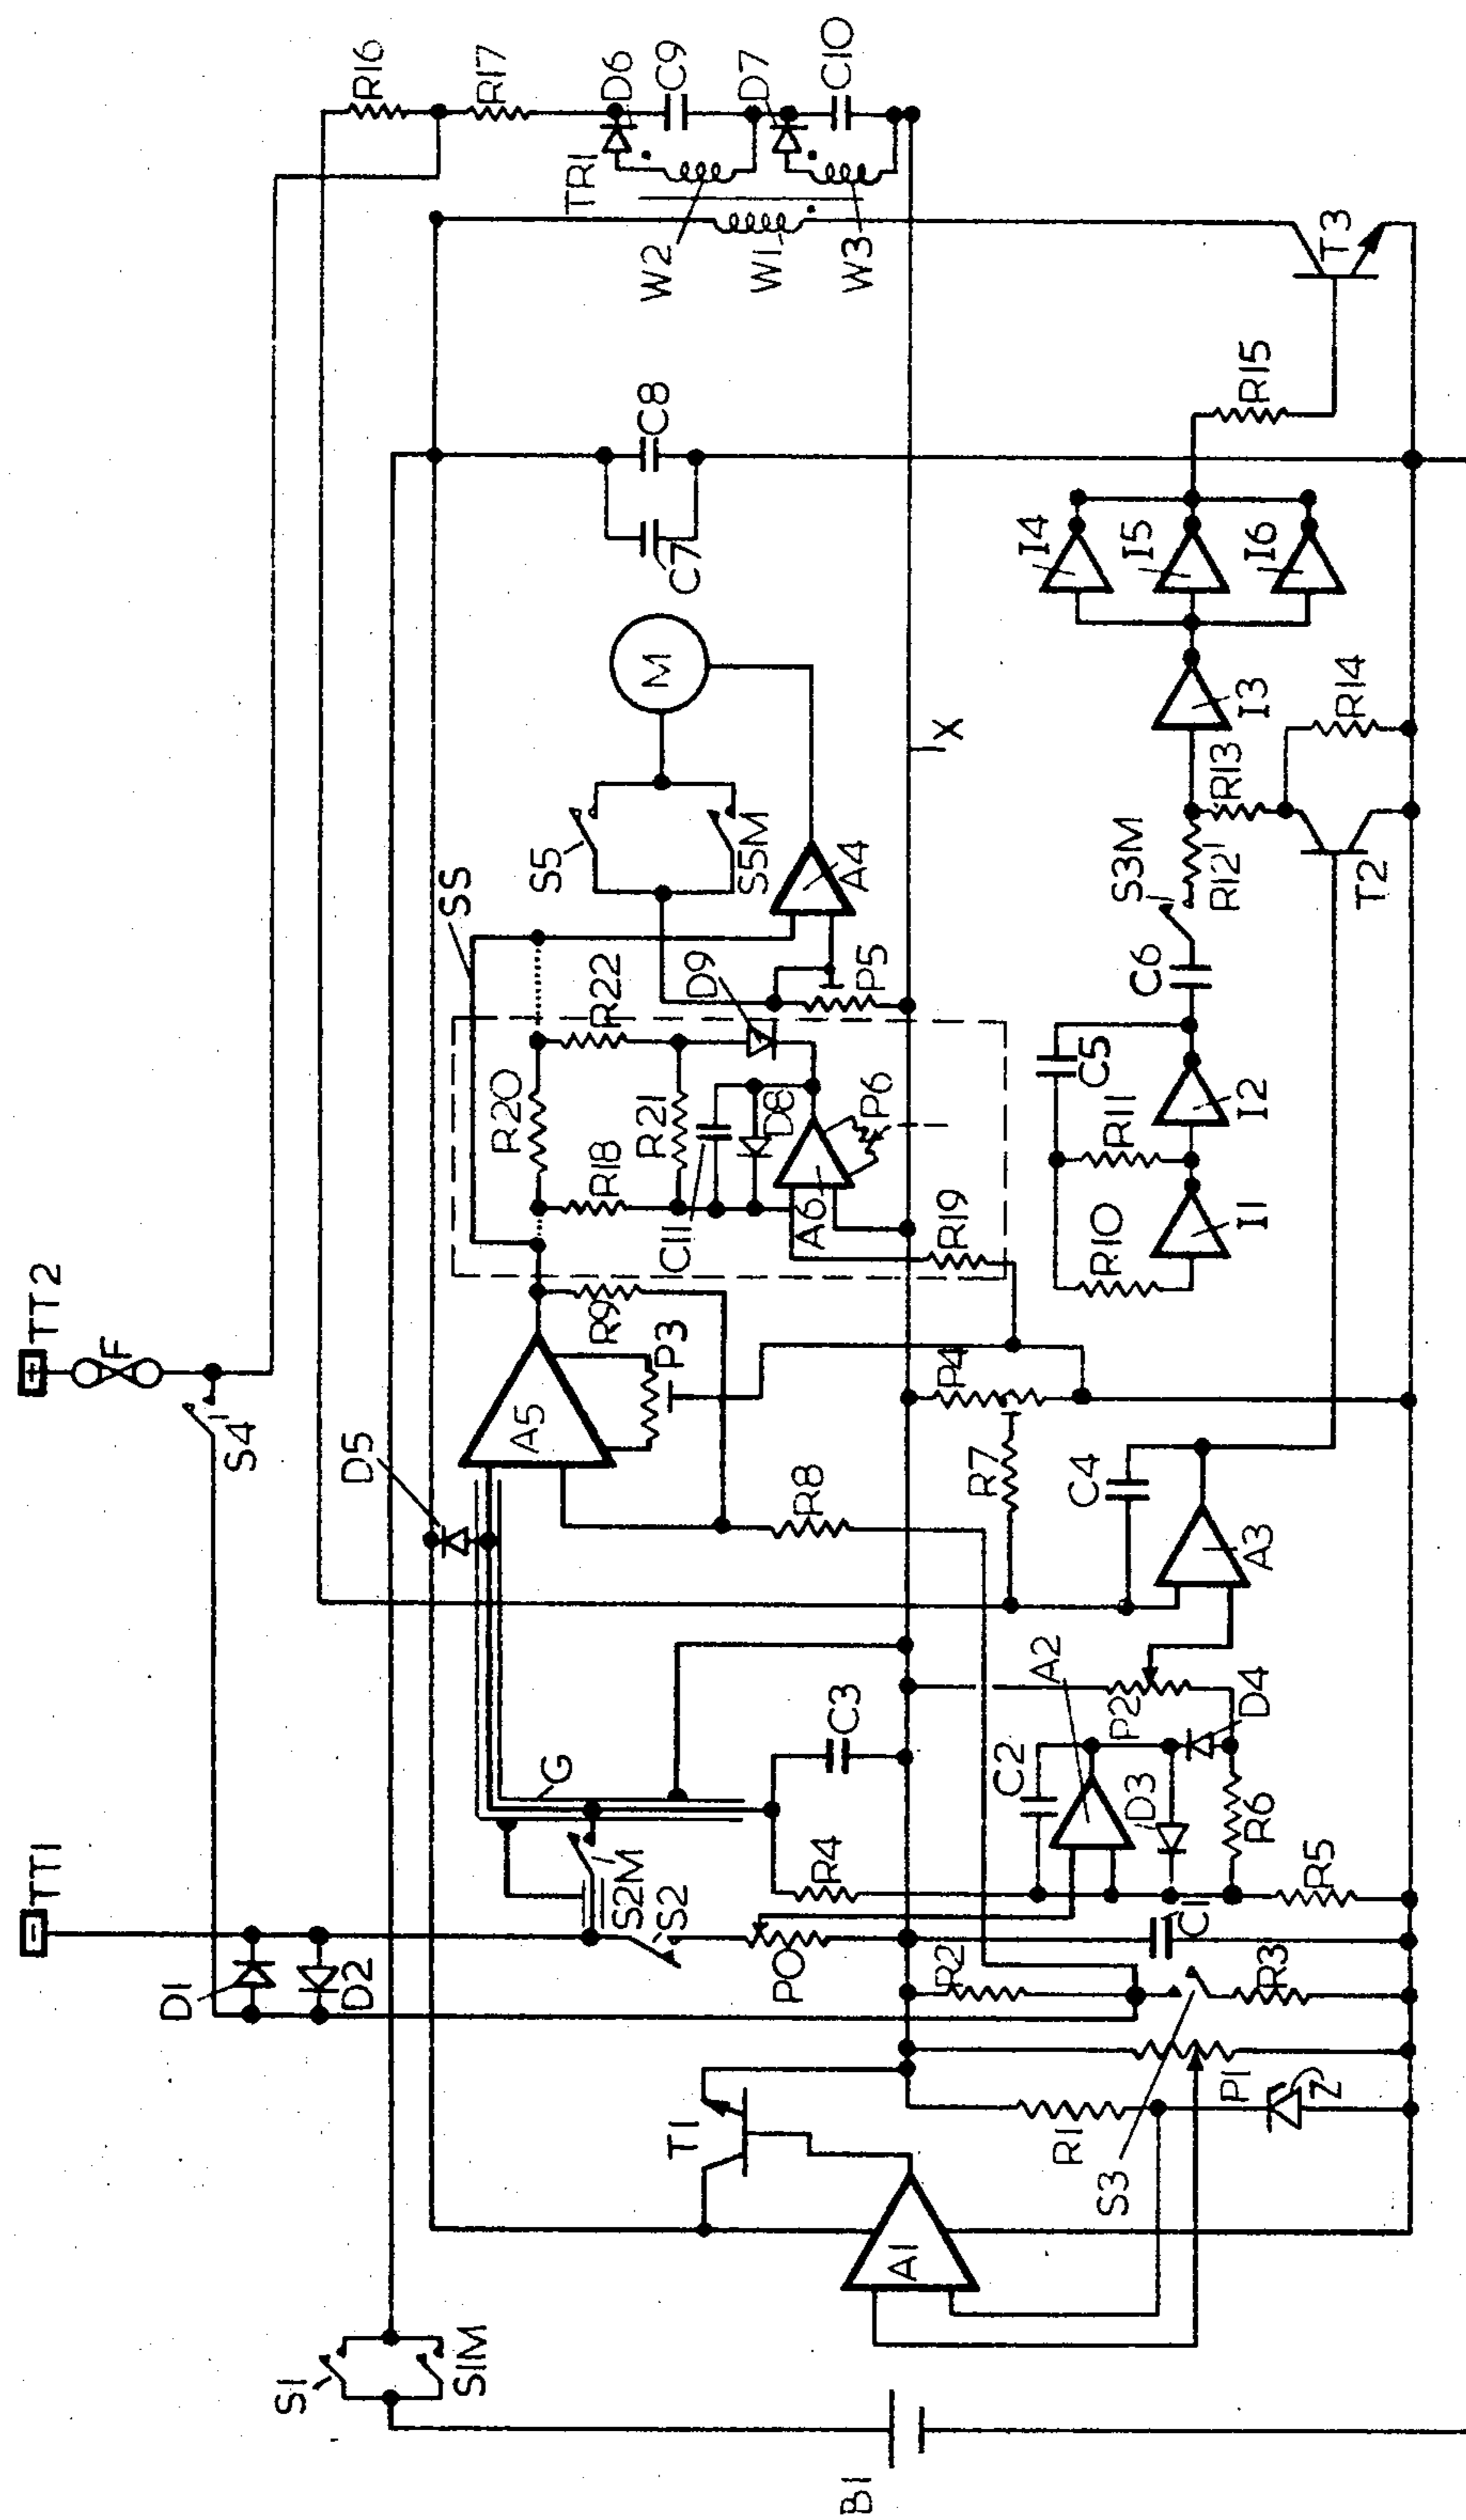 TT1
TT2
F
S4
D1
D2
D5
R16
R17
D6
C9
D7
C10
TR1
W2
W1
W3
S1
S1M
B1
T1
A1
R1
P1
Z
S3
R2
R3
C1
P0
S2
S2M
G
R4
C3
C2
A2
D3
P2
D4
R6
R5
A3
C4
R7
P4
R8
A5
P3
R9
SS
R20
R18
R21
R22
C11
D8
D9
A6
P6
R19
P5
A4
S5
S5M
M
C7
C8
X
R10
R11
C5
I1
I2
C6
S3M
R12
R13
R14
T2
I3
I4
I5
I6
R15
T3